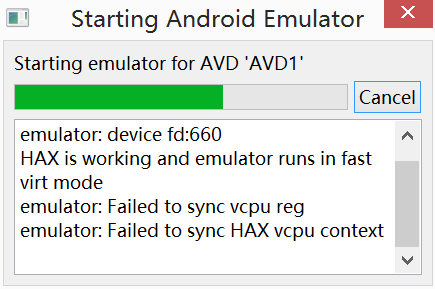 Starting Android Emulator
Starting emulator for AVD 'AVD1'
Cancel
emulator: device fd:660
HAX is working and emulator runs in fast
virt mode
emulator: Failed to sync vcpu reg
emulator: Failed to sync HAX vcpu context